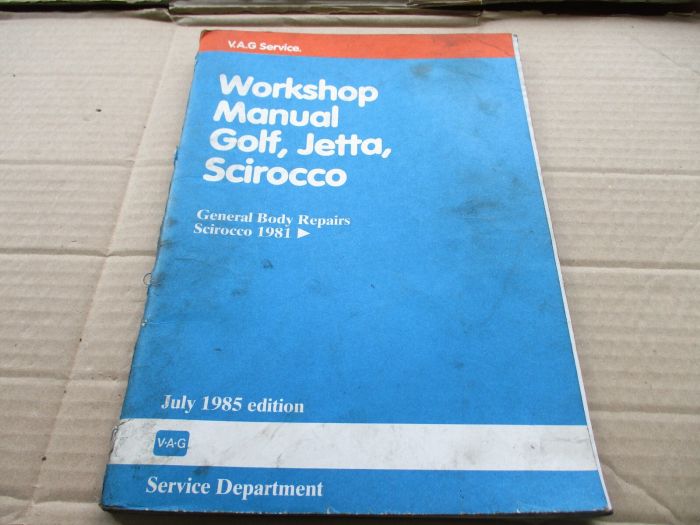 V.A.G Service.
Workshop
Manual
Golf, Jetta,
Scirocco
General Body Repairs
Scirocco 1981 ►
July 1985 edition
V·A·G
Service Department